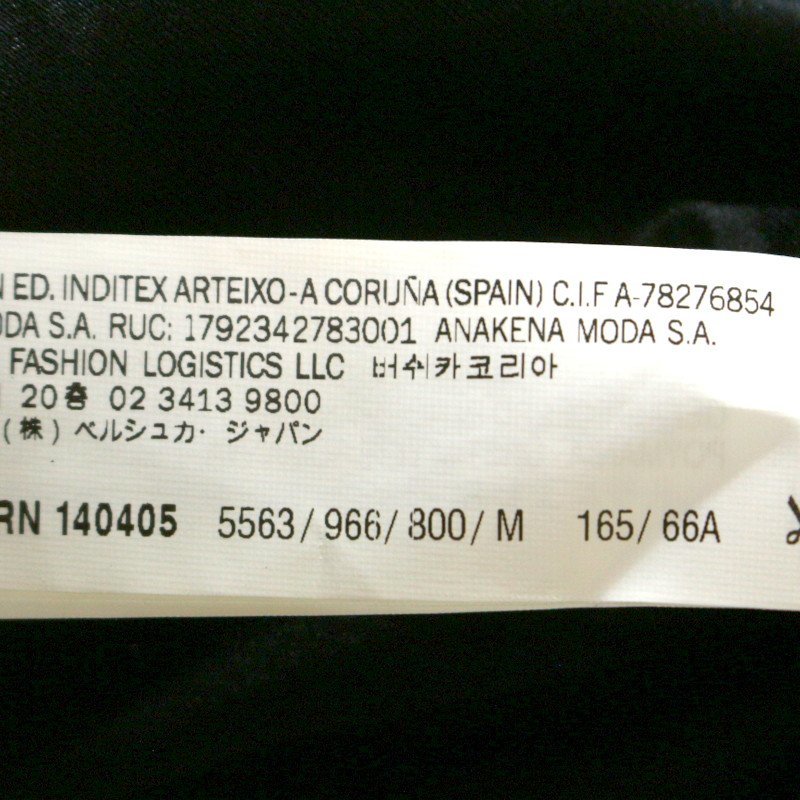 ED. INDITEX ARTEIXO-A CORUÑA (SPAIN) C.I.F A-78276854
S.A. RUC: 1792342783001 ANAKENA MODA S.A.
FASHION LOGISTICS LLC 버쉬카코리아
20층 02 3413 9800
(株) ベルシュカ・ジャパン
RN 140405 5563/966/800/M 165/66A